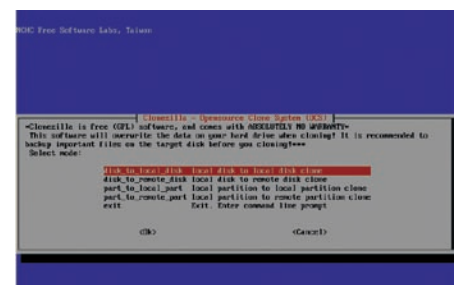 NCHC Free Software Labs, Taiwan
Clonezilla - Opensource Clone System (OCS)
*Clonezilla is free (GPL) software, and comes with ABSOLUTELY NO WARRANTY*
This software will overwrite the data on your hard drive when cloning! It is recommended to
backup important files on the target disk before you cloning!***
Select mode:
disk_to_local_disk local disk to local disk clone
disk_to_remote_disk local disk to remote disk clone
part_to_local_part local partition to local partition clone
part_to_remote_part local partition to remote partition clone
exit Exit. Enter command line prompt
<Ok> <Cancel>